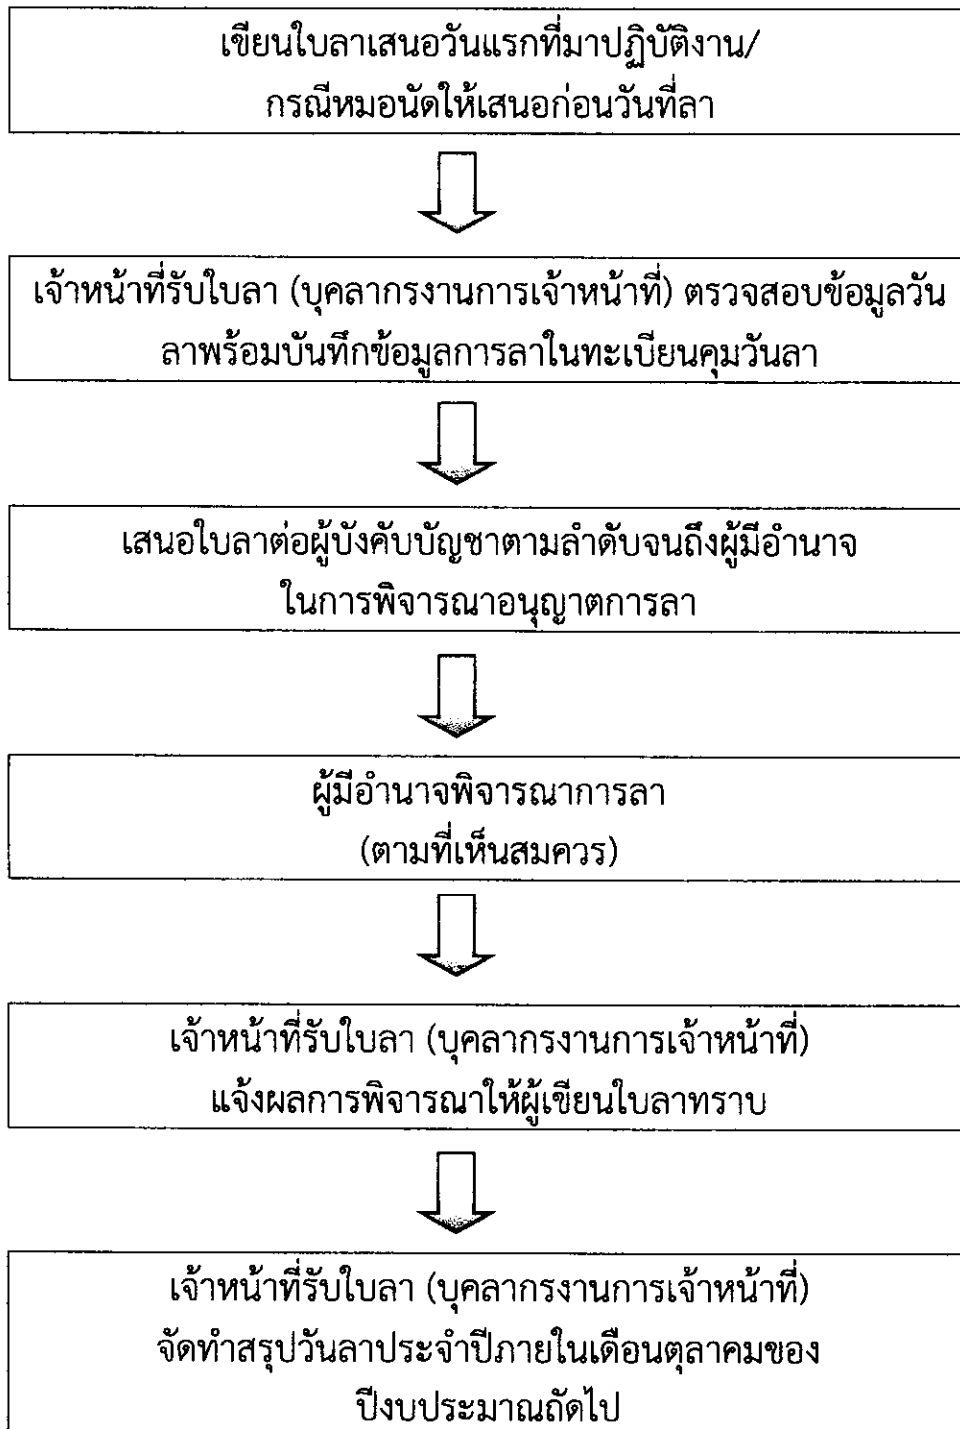 เขียนใบลาเสนอวันแรกที่มาปฏิบัติงาน/
กรณีหมอนัดให้เสนอก่อนวันที่ลา
เจ้าหน้าที่รับใบลา (บุคลากรงานการเจ้าหน้าที่) ตรวจสอบข้อมูลวัน
ลาพร้อมบันทึกข้อมูลการลาในทะเบียนคุมวันลา
เสนอใบลาต่อผู้บังคับบัญชาตามลำดับจนถึงผู้มีอำนาจ
ในการพิจารณาอนุญาตการลา
ผู้มีอำนาจพิจารณาการลา
(ตามที่เห็นสมควร)
เจ้าหน้าที่รับใบลา (บุคลากรงานการเจ้าหน้าที่)
แจ้งผลการพิจารณาให้ผู้เขียนใบลาทราบ
เจ้าหน้าที่รับใบลา (บุคลากรงานการเจ้าหน้าที่)
จัดทำสรุปวันลาประจำปีภายในเดือนตุลาคมของ
ปีงบประมาณถัดไป